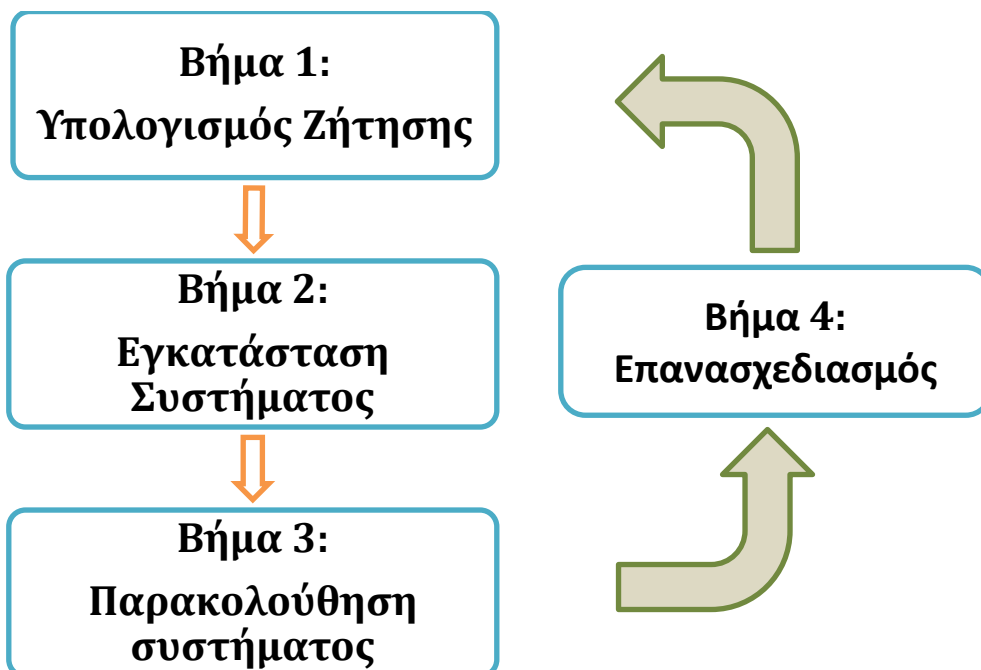 Βήμα 1:
Υπολογισμός Ζήτησης
Βήμα 2:
Εγκατάσταση
Συστήματος
Βήμα 3:
Παρακολούθηση
συστήματος
Βήμα 4:
Επανασχεδιασμός